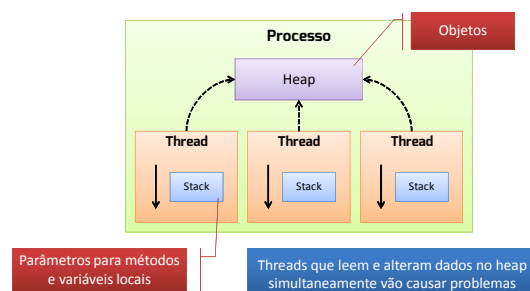 Objetos
Processo
Heap
Thread
Thread
Thread
Stack
Stack
Stack
Parâmetros para métodos
e variáveis locais
Threads que leem e alteram dados no heap
simultaneamente vão causar problemas